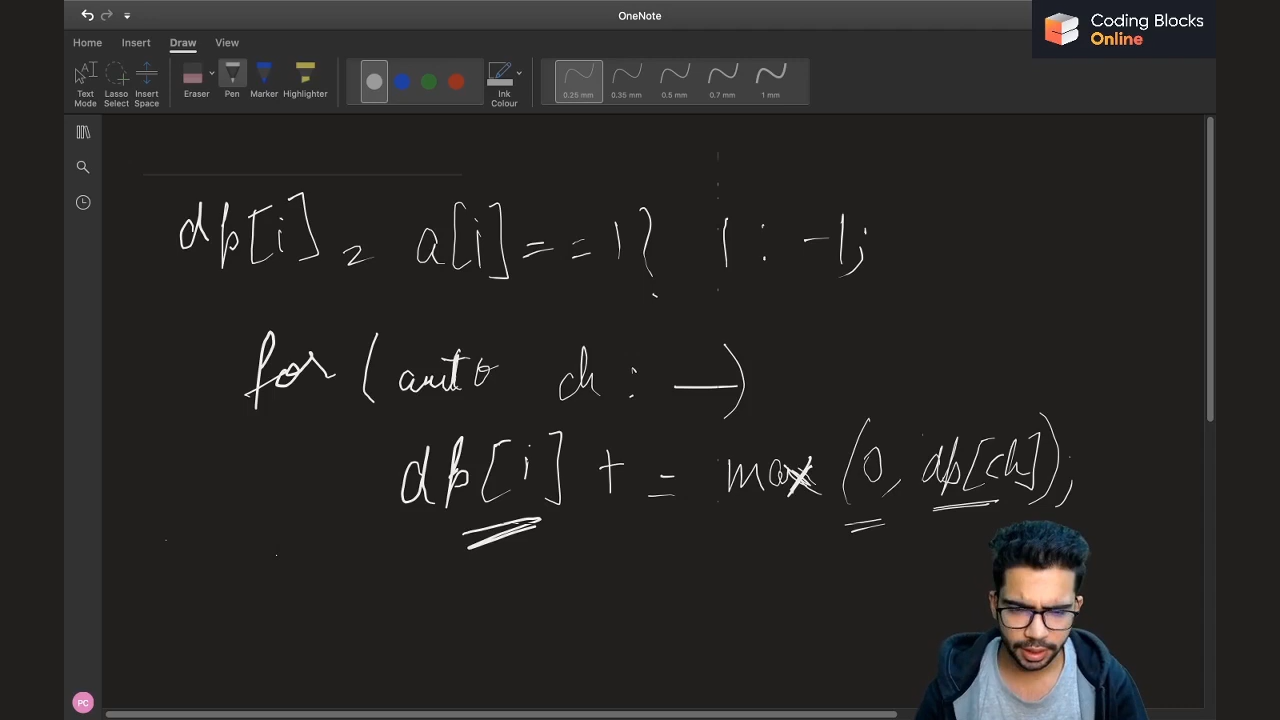 OneNote
Coding Blocks
Online
Home Insert Draw View
Text Mode
Lasso Select
Insert Space
Eraser
Pen
Marker
Highlighter
Ink Colour
0.25 mm
0.35 mm
0.5 mm
0.7 mm
1 mm
dp[i] = a[i] == 1 ? 1 : -1;
for (auto ch : __)
dp[i] += max (0, dp[ch]);
PC